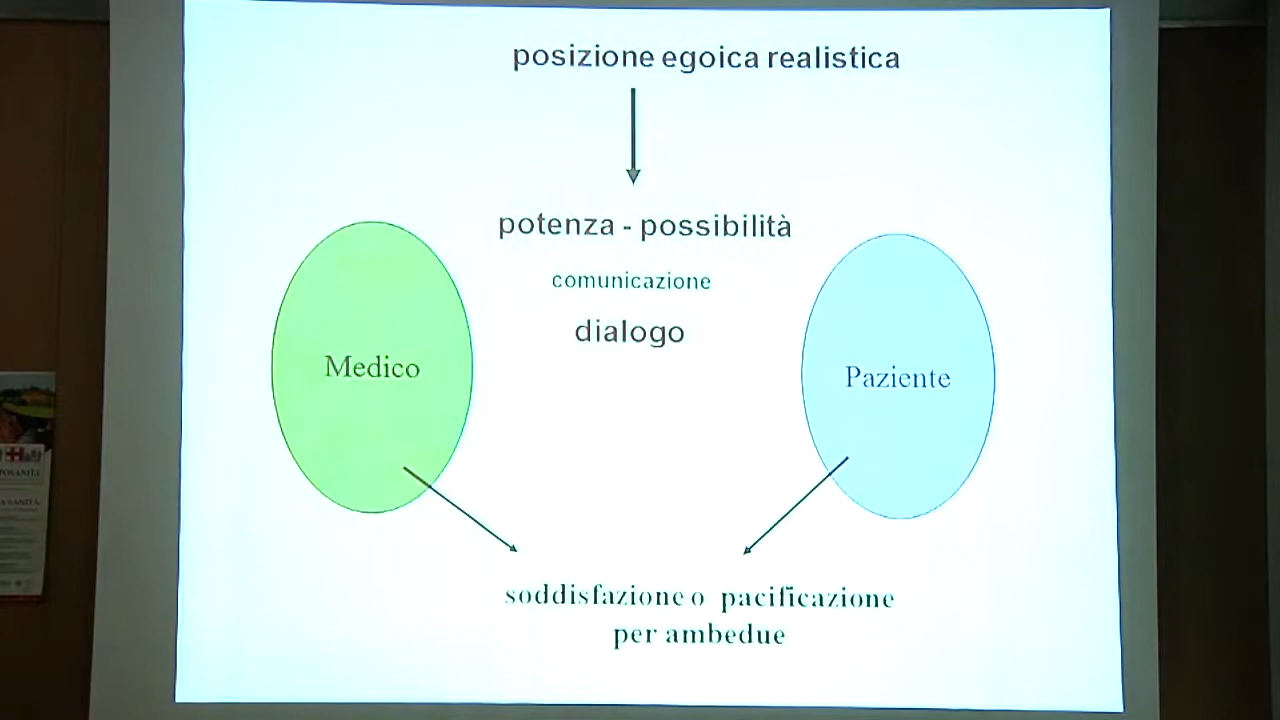 posizione egoica realistica
potenza - possibilità
comunicazione
dialogo
Medico
Paziente
soddisfazione o pacificazione
per ambedue